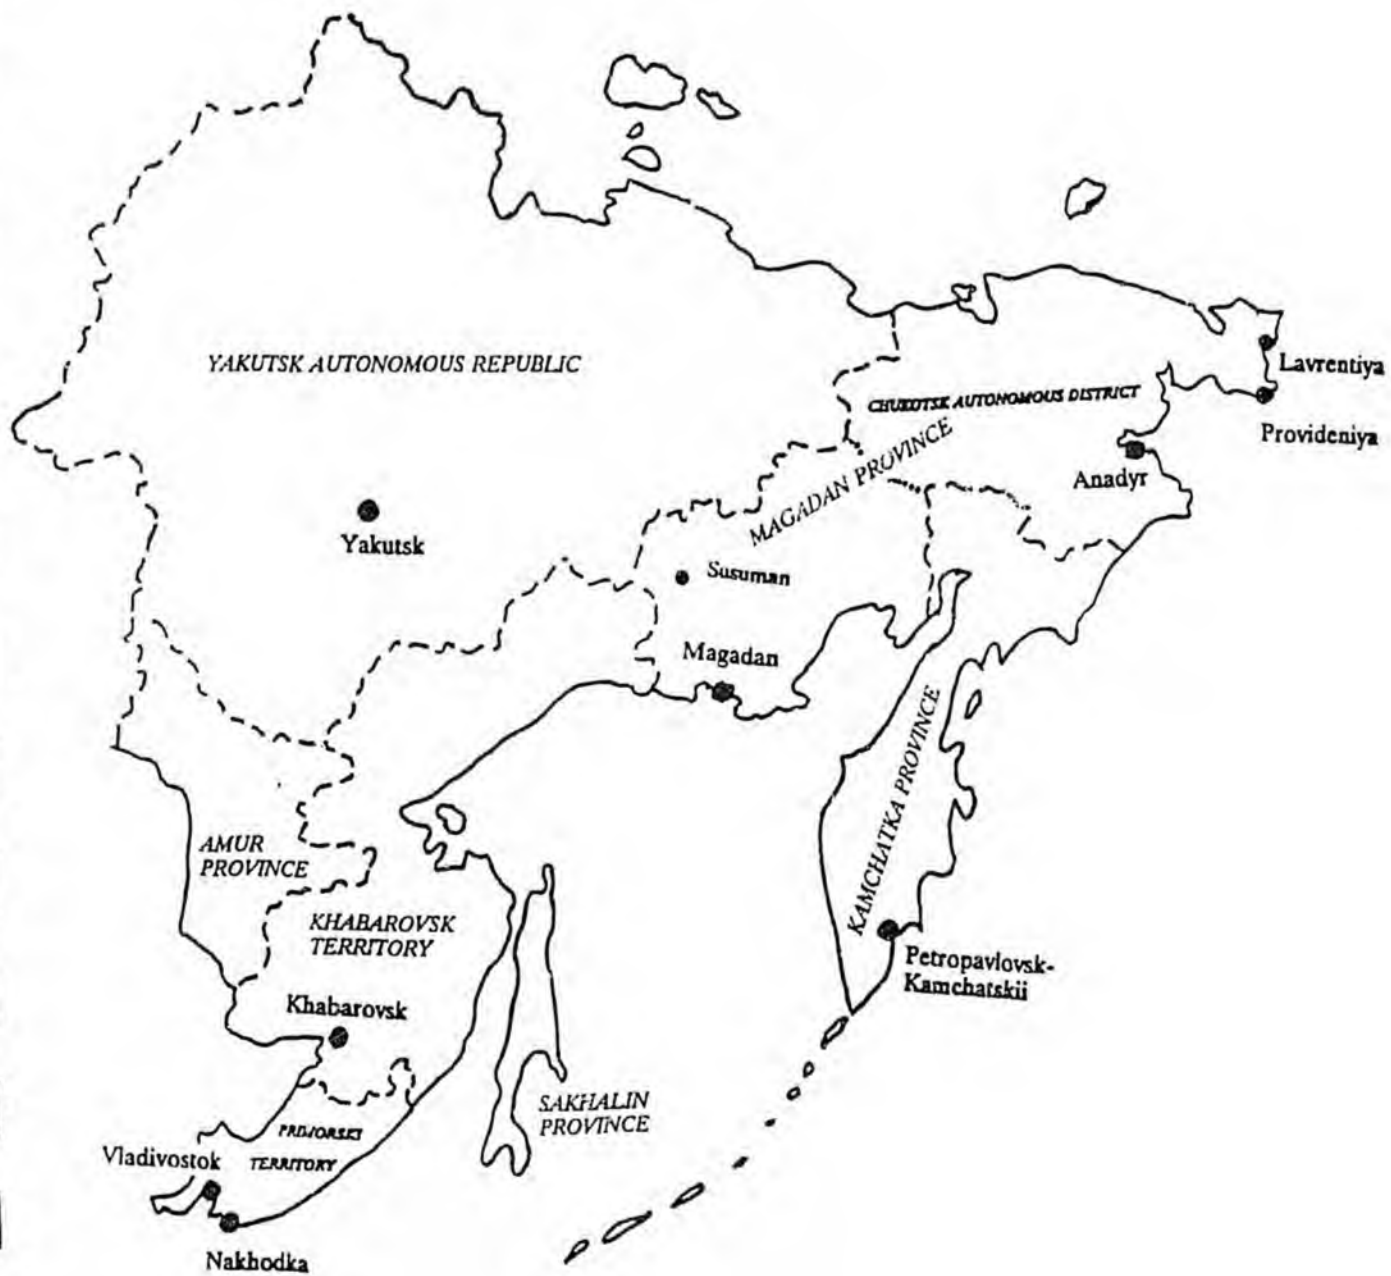 YAKUTSK AUTONOMOUS REPUBLIC
Lavrentiya
CHUKOTSK AUTONOMOUS DISTRICT
Provideniya
MAGADAN PROVINCE
Anadyr
Yakutsk
Susuman
Magadan
KAMCHATKA PROVINCE
AMUR
PROVINCE
KHABAROVSK
TERRITORY
Petropavlovsk-
Kamchatskii
Khabarovsk
SAKHALIN
PROVINCE
PRIMORSKI
TERRITORY
Vladivostok
Nakhodka